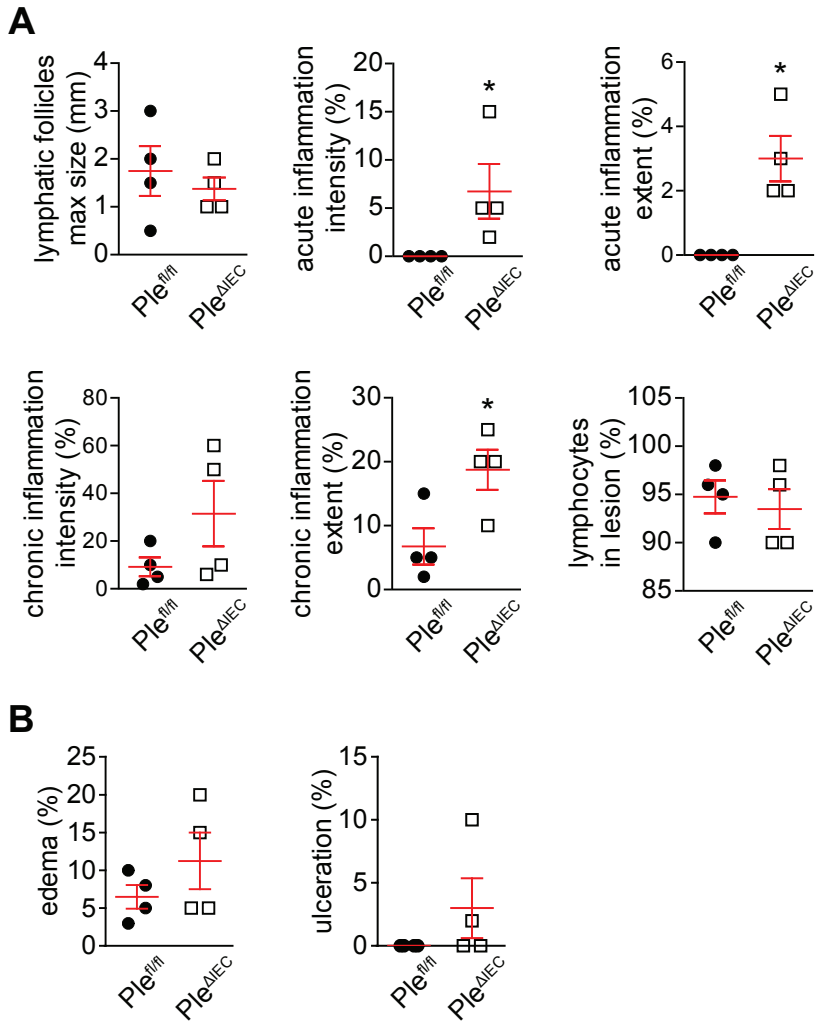 A
lymphatic follicles
max size (mm)
4
3
2
1
0
Ple^fl/fl
Ple^ΔIEC
acute inflammation
intensity (%)
20
15
10
5
0
*
Ple^fl/fl
Ple^ΔIEC
acute inflammation
extent (%)
6
4
2
0
*
Ple^fl/fl
Ple^ΔIEC
chronic inflammation
intensity (%)
80
60
40
20
0
Ple^fl/fl
Ple^ΔIEC
chronic inflammation
extent (%)
30
20
10
0
*
Ple^fl/fl
Ple^ΔIEC
lymphocytes
in lesion (%)
105
100
95
90
85
Ple^fl/fl
Ple^ΔIEC
B
edema (%)
25
20
15
10
5
0
Ple^fl/fl
Ple^ΔIEC
ulceration (%)
15
10
5
0
Ple^fl/fl
Ple^ΔIEC